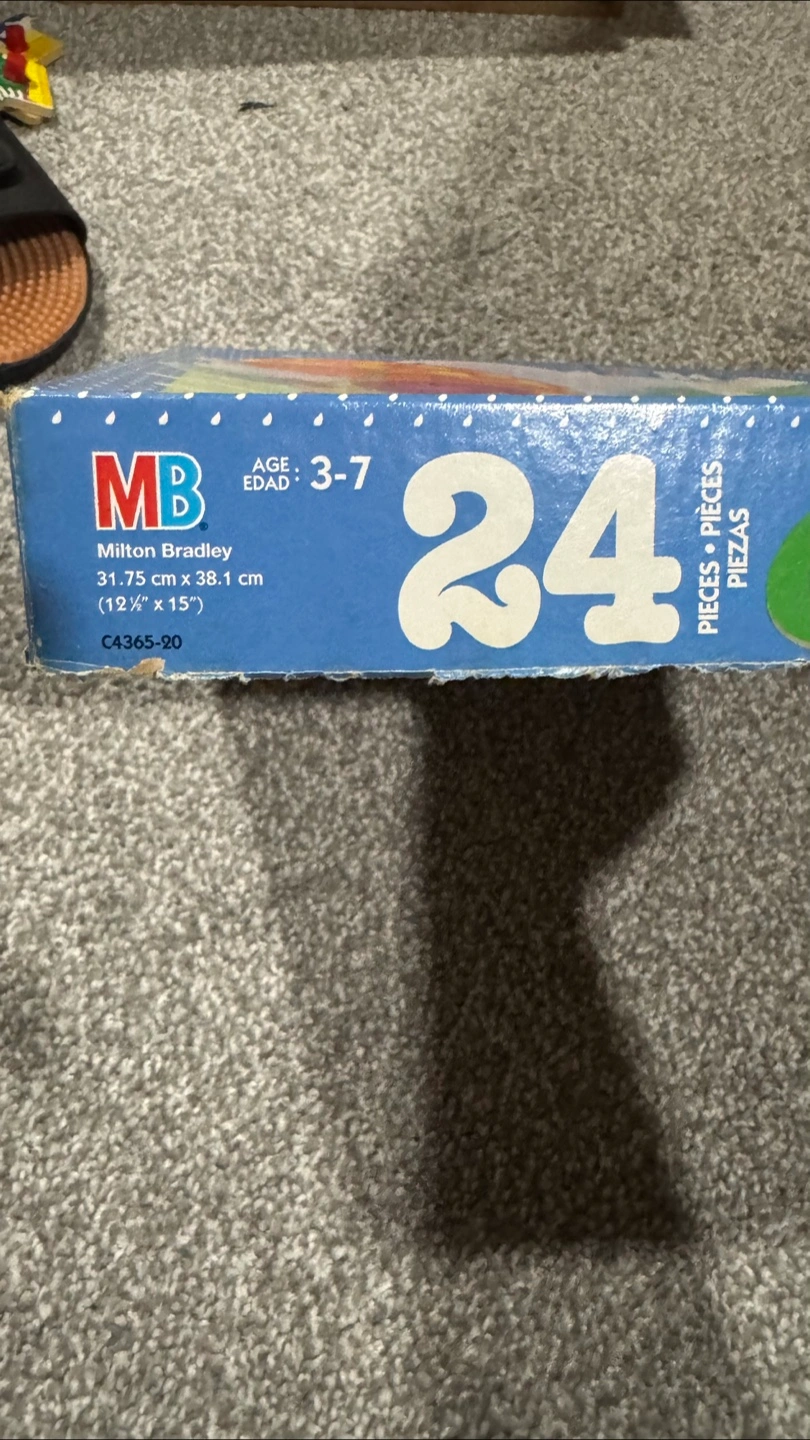 MB®
Milton Bradley
31.75 cm x 38.1 cm
(12½" x 15")
C4365-20
AGE : 3-7
EDAD :
24
PIECES • PIÈCES
PIEZAS